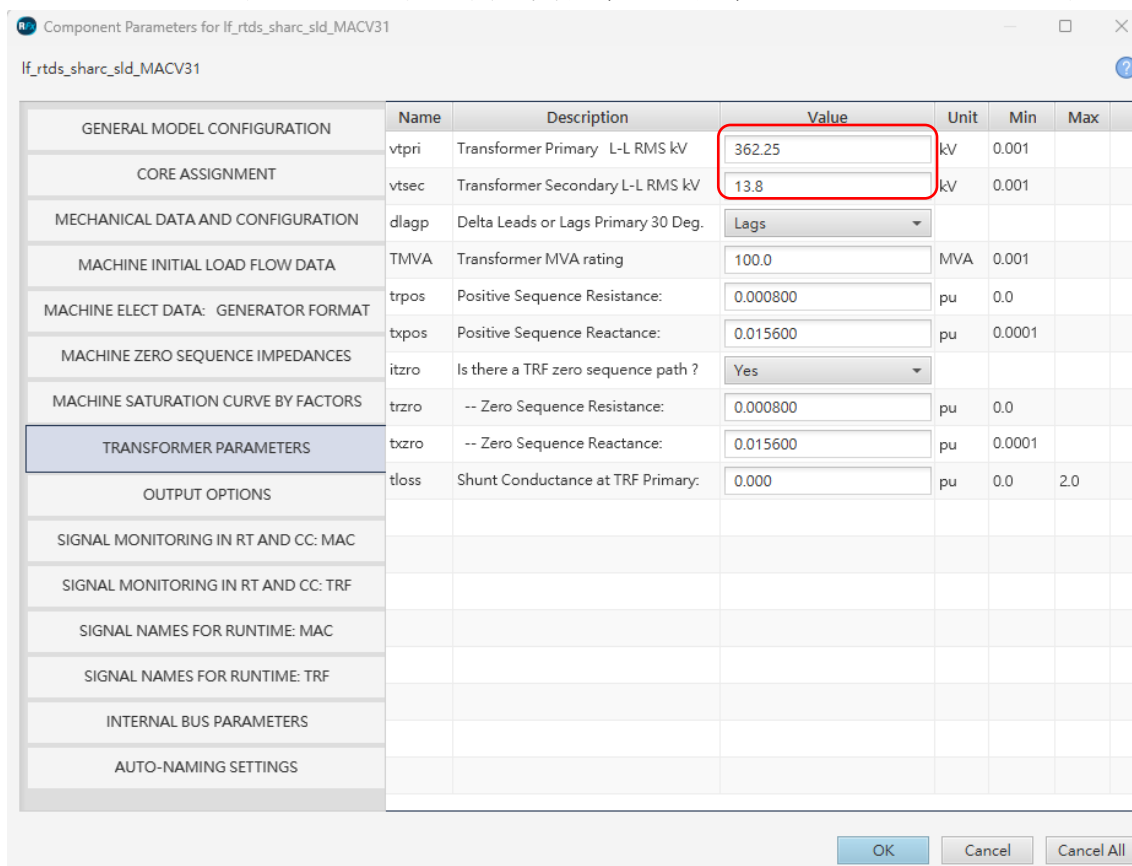 Component Parameters for lf_rtds_sharc_sld_MACV31
lf_rtds_sharc_sld_MACV31
?
GENERAL MODEL CONFIGURATION
CORE ASSIGNMENT
MECHANICAL DATA AND CONFIGURATION
MACHINE INITIAL LOAD FLOW DATA
MACHINE ELECT DATA: GENERATOR FORMAT
MACHINE ZERO SEQUENCE IMPEDANCES
MACHINE SATURATION CURVE BY FACTORS
TRANSFORMER PARAMETERS
OUTPUT OPTIONS
SIGNAL MONITORING IN RT AND CC: MAC
SIGNAL MONITORING IN RT AND CC: TRF
SIGNAL NAMES FOR RUNTIME: MAC
SIGNAL NAMES FOR RUNTIME: TRF
INTERNAL BUS PARAMETERS
AUTO-NAMING SETTINGS
Name Description Value Unit Min Max
vtpri Transformer Primary L-L RMS kV 362.25 kV 0.001
vtsec Transformer Secondary L-L RMS kV 13.8 kV 0.001
dlagp Delta Leads or Lags Primary 30 Deg. Lags
TMVA Transformer MVA rating 100.0 MVA 0.001
trpos Positive Sequence Resistance: 0.000800 pu 0.0
txpos Positive Sequence Reactance: 0.015600 pu 0.0001
itzro Is there a TRF zero sequence path ? Yes
trzro -- Zero Sequence Resistance: 0.000800 pu 0.0
txzro -- Zero Sequence Reactance: 0.015600 pu 0.0001
tloss Shunt Conductance at TRF Primary: 0.000 pu 0.0 2.0
OK Cancel Cancel All